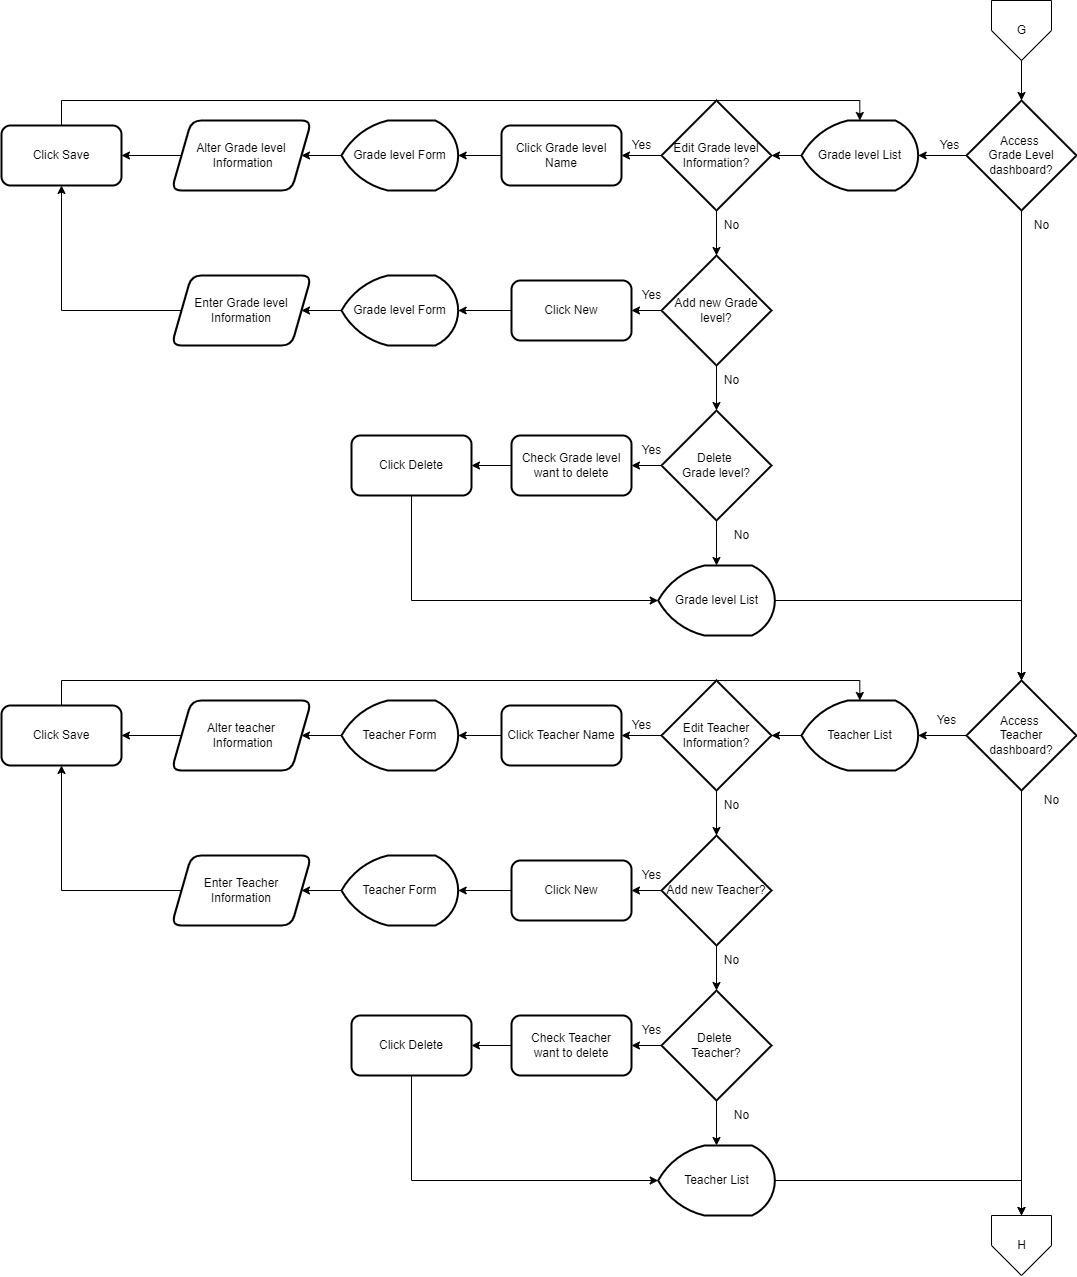 G
Access
Grade Level
dashboard?
Yes
No
Grade level List
Edit Grade level
Information?
Yes
No
Click Grade level
Name
Grade level Form
Alter Grade level
Information
Click Save
Add new Grade
level?
Yes
No
Click New
Grade level Form
Enter Grade level
Information
Delete
Grade level?
Yes
No
Check Grade level
want to delete
Click Delete
Grade level List
Access
Teacher
dashboard?
Yes
No
Teacher List
Edit Teacher
Information?
Yes
No
Click Teacher Name
Teacher Form
Alter teacher
Information
Click Save
Add new Teacher?
Yes
No
Click New
Teacher Form
Enter Teacher
Information
Delete
Teacher?
Yes
No
Check Teacher
want to delete
Click Delete
Teacher List
H